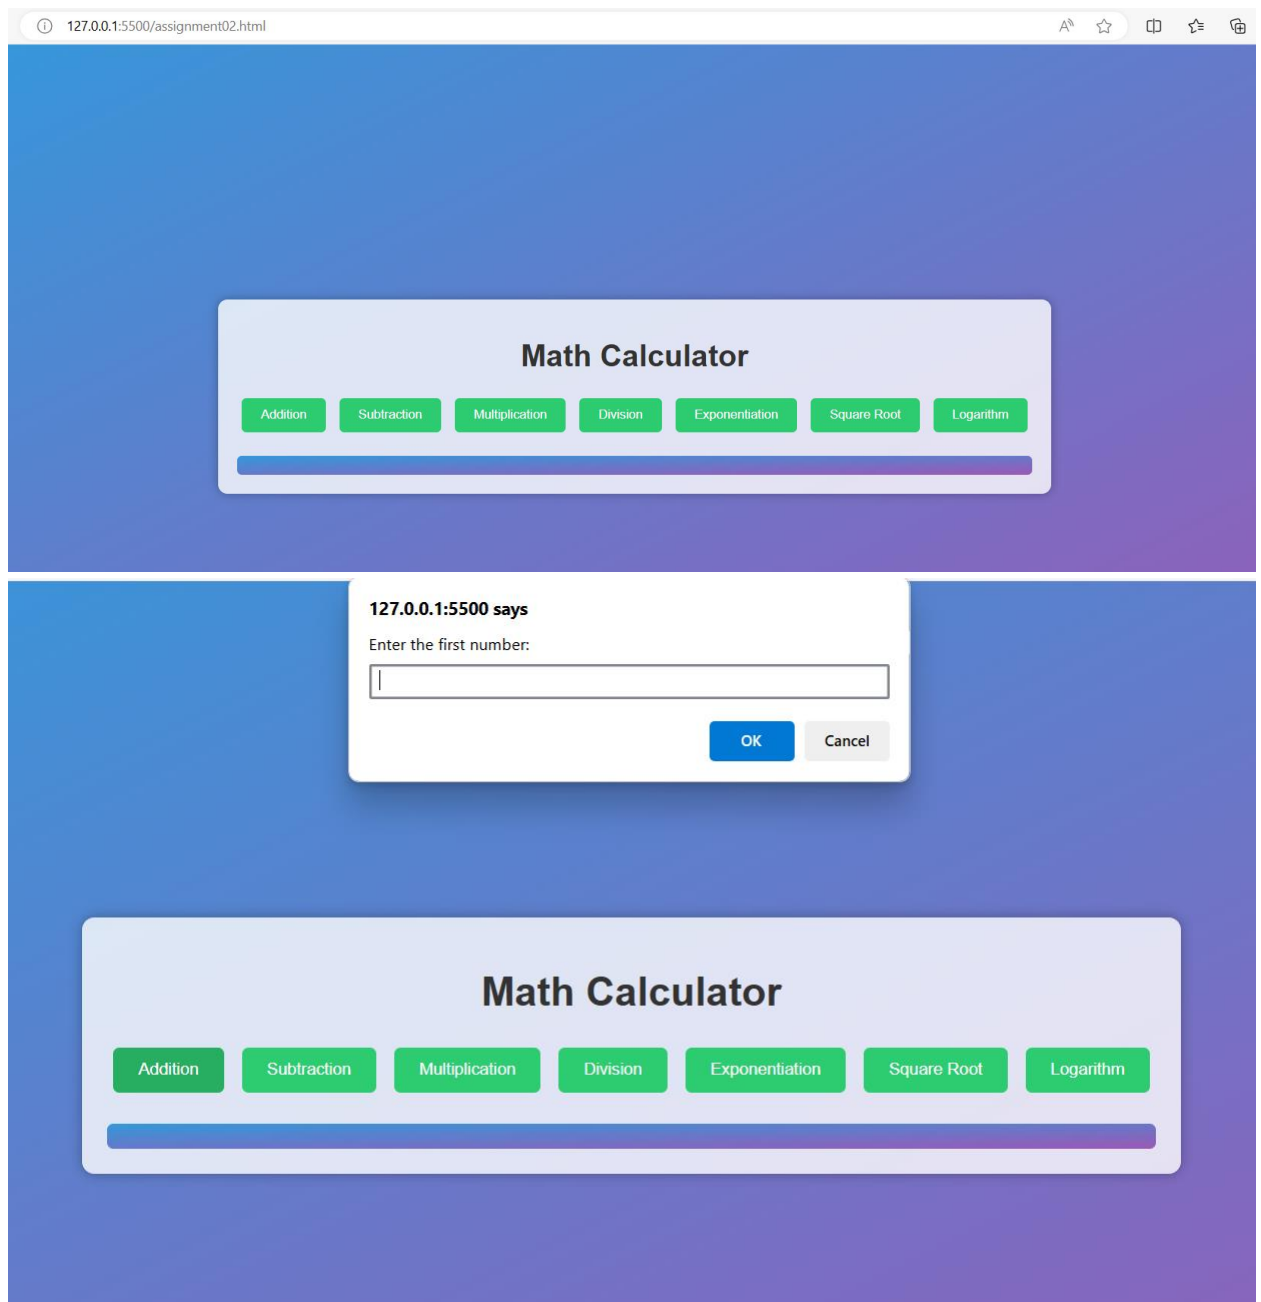 127.0.0.1:5500/assignment02.html
Math Calculator
Addition Subtraction Multiplication Division Exponentiation Square Root Logarithm
127.0.0.1:5500 says
Enter the first number:
OK Cancel
Math Calculator
Addition Subtraction Multiplication Division Exponentiation Square Root Logarithm